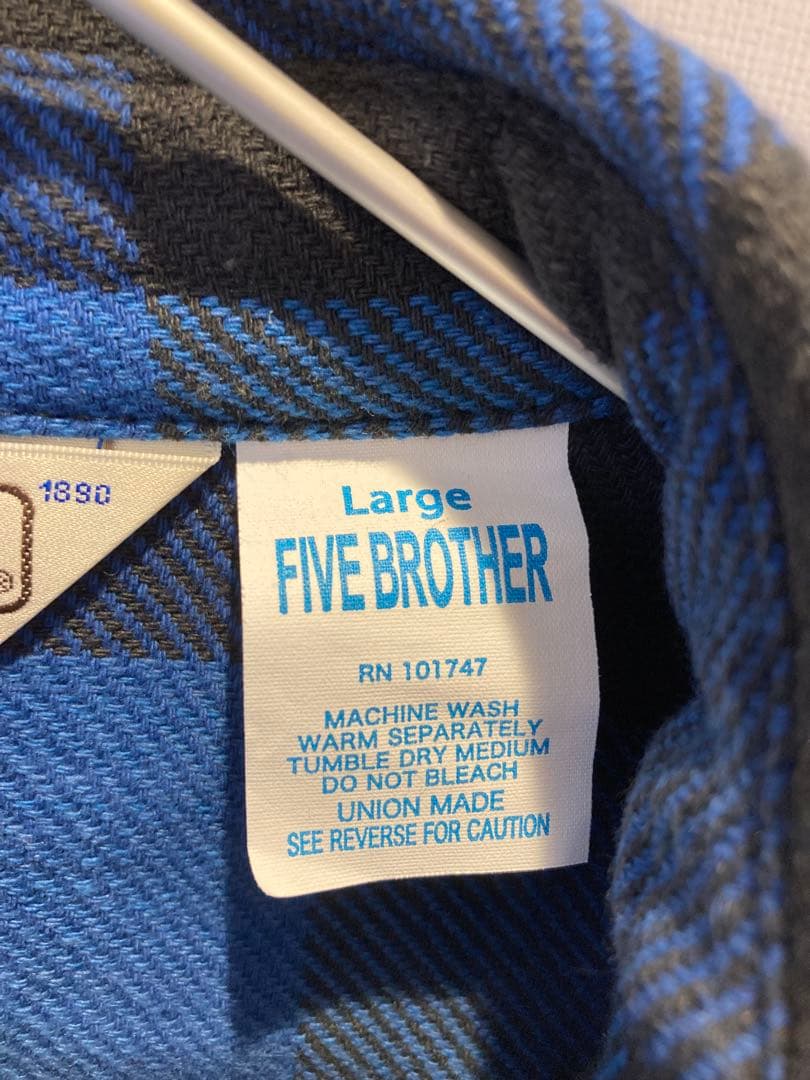 1890
®
Large
FIVE BROTHER
RN 101747
MACHINE WASH
WARM SEPARATELY
TUMBLE DRY MEDIUM
DO NOT BLEACH
UNION MADE
SEE REVERSE FOR CAUTION